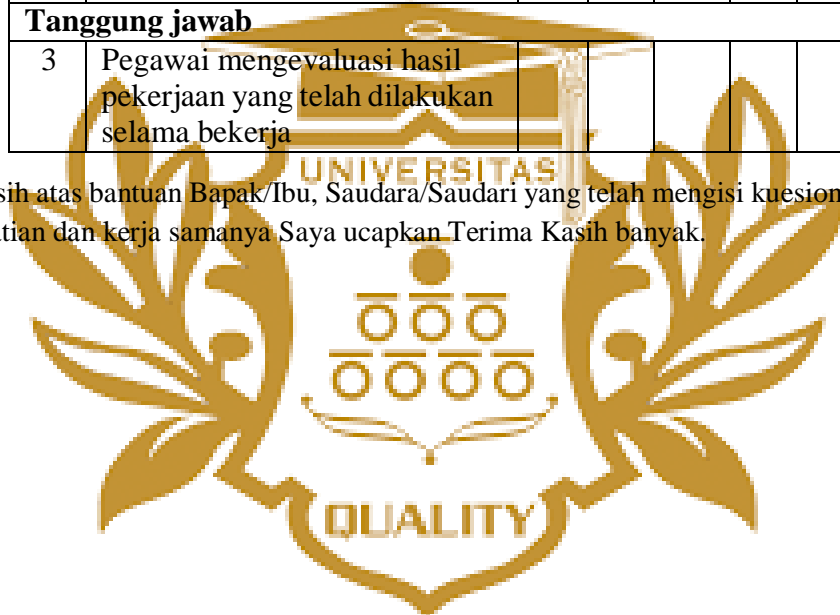 Tanggung jawab
3 Pegawai mengevaluasi hasil
pekerjaan yang telah dilakukan
selama bekerja
UNIVERSITAS
sih atas bantuan Bapak/Ibu, Saudara/Saudari yang telah mengisi kuesion
atian dan kerja samanya Saya ucapkan Terima Kasih banyak.
QUALITY